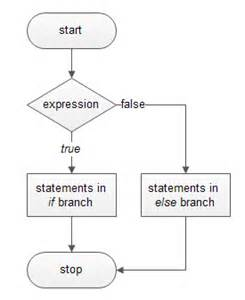 start
expression
false
true
statements in
if branch
statements in
else branch
stop